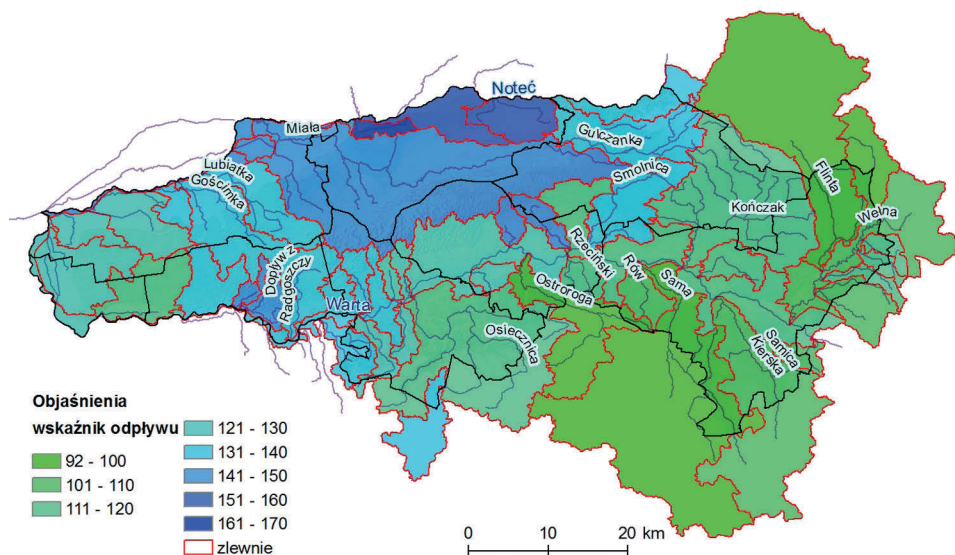 Noteć
Miała
Gulczanka
Lubiatka
Gośćimka
Smolnica
Flinta
Kończak
Wełna
Dopływ z
Radgoszczy
Rzeciński
Rów
Sama
Ostroroga
Warta
Osiecznica
Samica
Kierska
Objaśnienia
wskaźnik odpływu
92 - 100
101 - 110
111 - 120
121 - 130
131 - 140
141 - 150
151 - 160
161 - 170
zlewnie
0 10 20 km